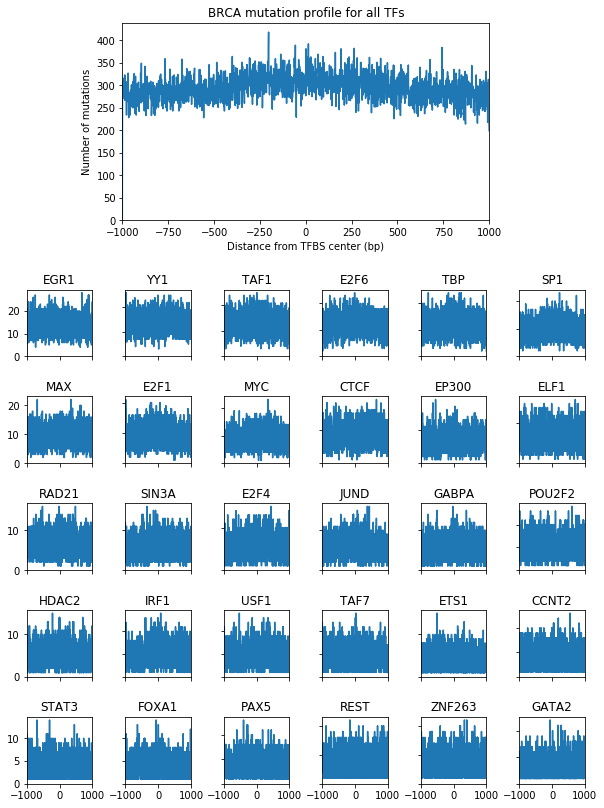 BRCA mutation profile for all TFs
400
350
300
250
200
150
100
50
0
Number of mutations
−1000 −750 −500 −250 0 250 500 750 1000
Distance from TFBS center (bp)
EGR1 YY1 TAF1 E2F6 TBP SP1
20
10
0
MAX E2F1 MYC CTCF EP300 ELF1
20
10
0
RAD21 SIN3A E2F4 JUND GABPA POU2F2
10
0
HDAC2 IRF1 USF1 TAF7 ETS1 CCNT2
10
0
STAT3 FOXA1 PAX5 REST ZNF263 GATA2
10
5
0
−1000 0 1000 −1000 0 1000 −1000 0 1000 −1000 0 1000 −1000 0 1000 −1000 0 1000